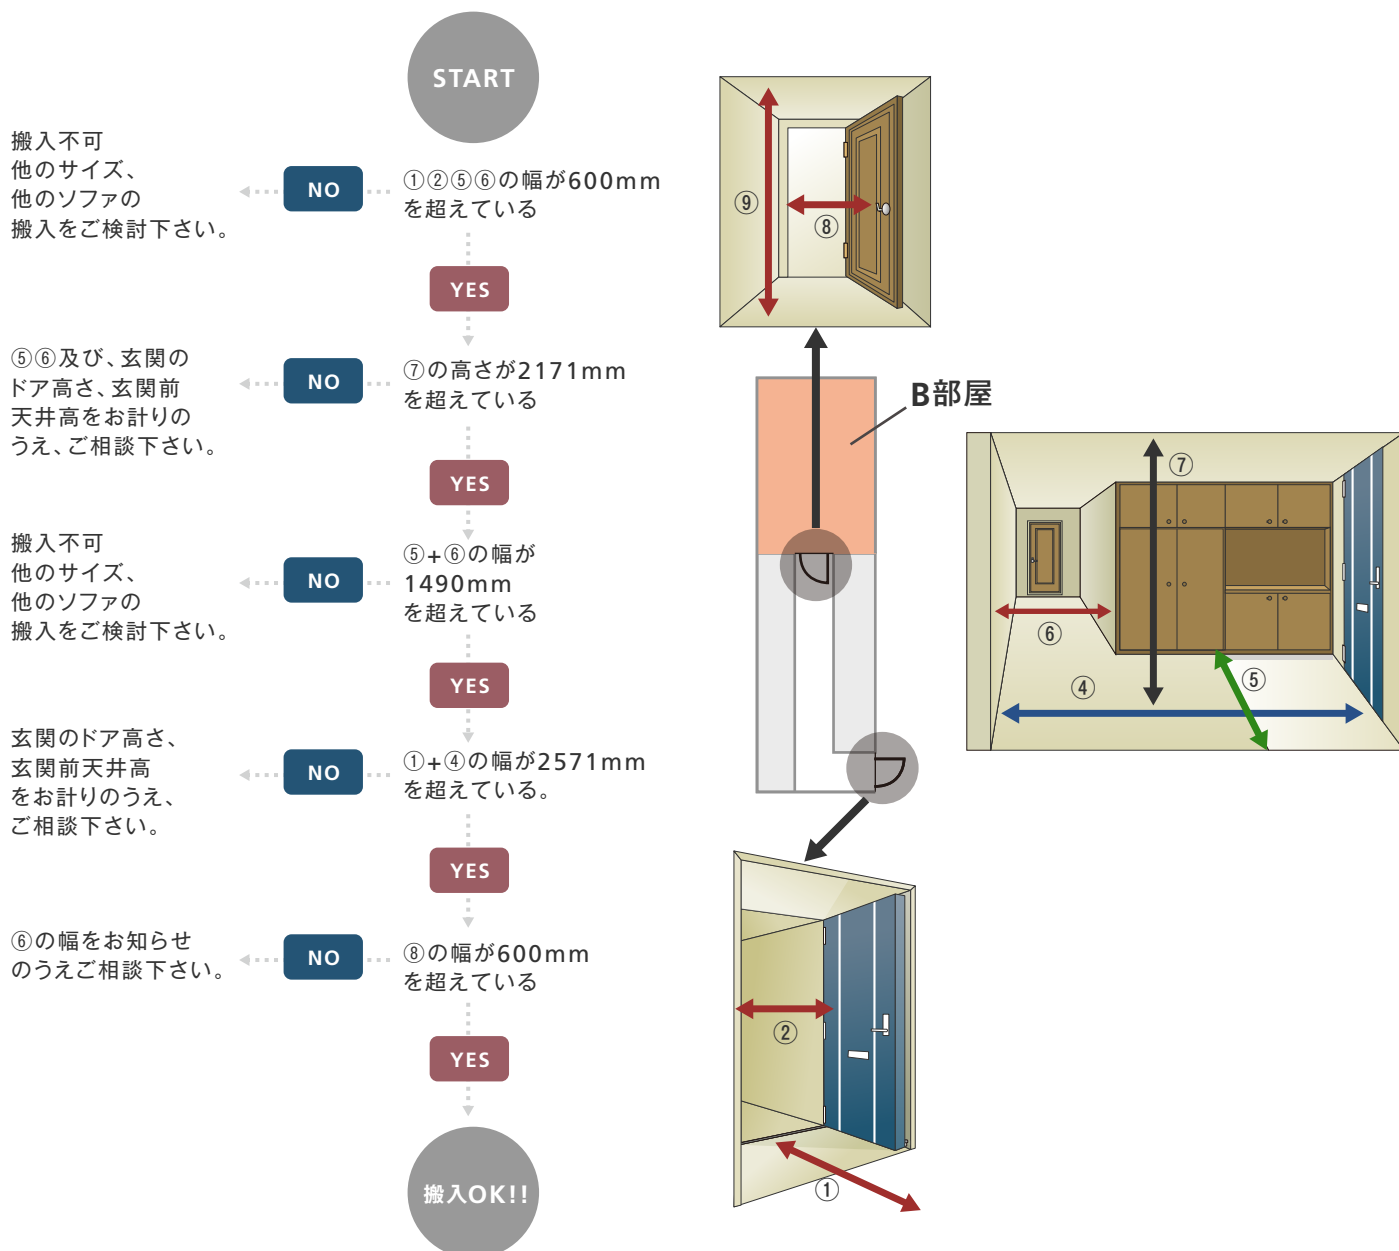 START
①②⑤⑥の幅が600mm
を超えている
NO
搬入不可
他のサイズ、
他のソファの
搬入をご検討下さい。
YES
⑦の高さが2171mm
を超えている
NO
⑤⑥及び、玄関の
ドア高さ、玄関前
天井高をお計りの
うえ、ご相談下さい。
YES
⑤+⑥の幅が
1490mm
を超えている
NO
搬入不可
他のサイズ、
他のソファの
搬入をご検討下さい。
YES
①+④の幅が2571mm
を超えている。
NO
玄関のドア高さ、
玄関前天井高
をお計りのうえ、
ご相談下さい。
YES
⑧の幅が600mm
を超えている
NO
⑥の幅をお知らせ
のうえご相談下さい。
YES
搬入OK!!
⑨
⑧
B部屋
⑦
⑥
④
⑤
②
①